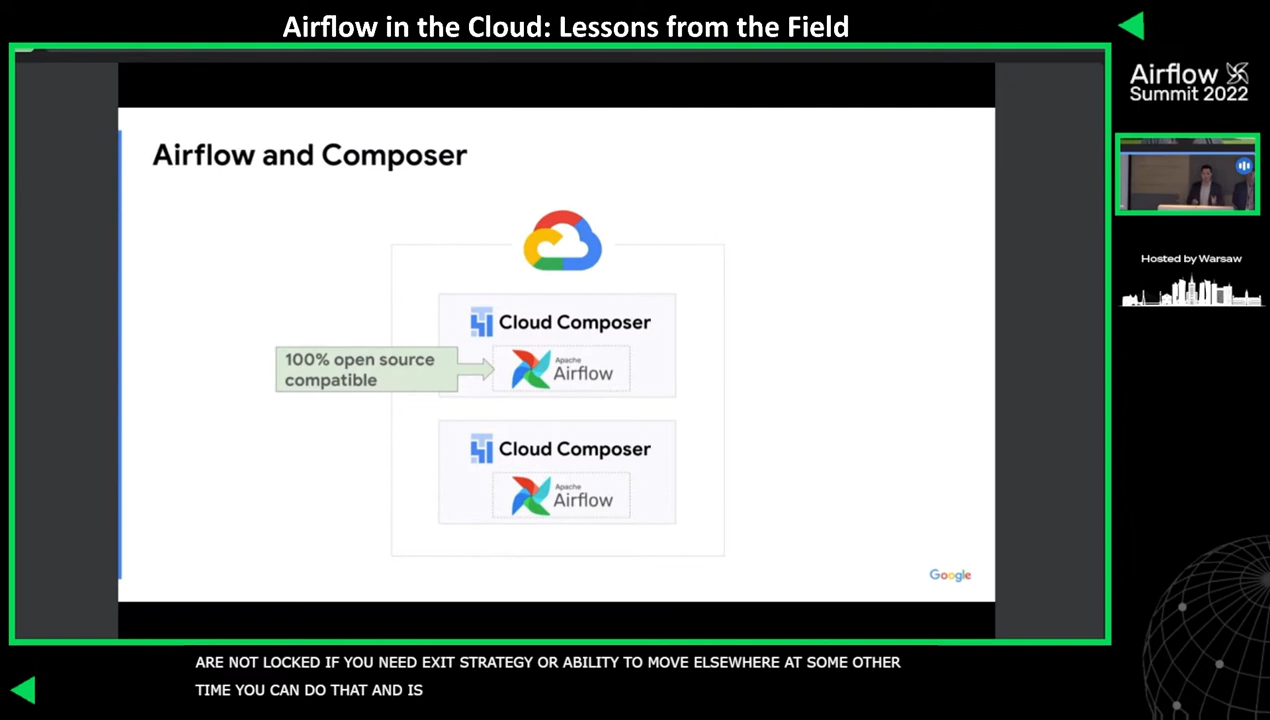 Airflow in the Cloud: Lessons from the Field
Airflow
Summit 2022
Airflow and Composer
Cloud Composer
100% open source
compatible
Apache
Airflow
Cloud Composer
Apache
Airflow
Google
Hosted by Warsaw
ARE NOT LOCKED IF YOU NEED EXIT STRATEGY OR ABILITY TO MOVE ELSEWHERE AT SOME OTHER
TIME YOU CAN DO THAT AND IS